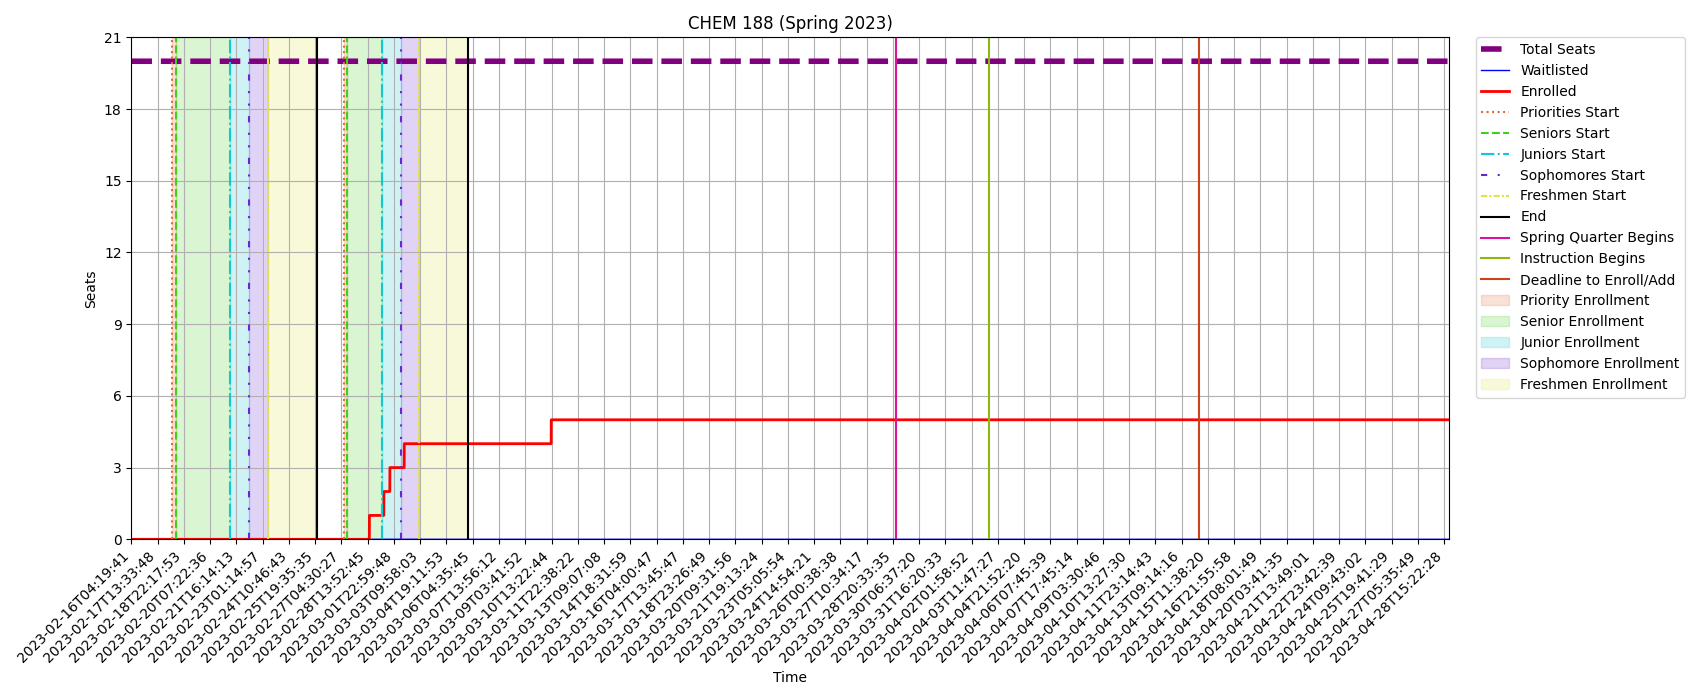 CHEM 188 (Spring 2023)
21
18
15
12
9
6
3
0
Seats
2023-02-16T04:19:41
2023-02-17T13:33:48
2023-02-18T22:17:53
2023-02-20T07:22:36
2023-02-21T16:14:13
2023-02-23T01:14:57
2023-02-24T10:46:43
2023-02-25T19:35:35
2023-02-27T04:30:27
2023-02-28T13:52:45
2023-03-01T22:59:48
2023-03-03T09:58:03
2023-03-04T19:11:53
2023-03-06T04:35:45
2023-03-07T13:56:12
2023-03-09T03:41:52
2023-03-10T13:22:44
2023-03-11T22:38:22
2023-03-13T09:07:08
2023-03-14T18:31:59
2023-03-16T04:00:47
2023-03-17T13:45:47
2023-03-18T23:26:49
2023-03-20T09:31:56
2023-03-21T19:13:24
2023-03-23T05:05:54
2023-03-24T14:54:21
2023-03-26T00:38:38
2023-03-27T10:34:17
2023-03-28T20:33:35
2023-03-30T06:37:20
2023-03-31T16:20:33
2023-04-02T01:58:52
2023-04-03T11:47:27
2023-04-04T21:52:20
2023-04-06T07:45:39
2023-04-07T17:45:14
2023-04-09T03:30:46
2023-04-10T13:27:30
2023-04-11T23:14:43
2023-04-13T09:14:16
2023-04-15T11:38:20
2023-04-16T21:55:58
2023-04-18T08:01:49
2023-04-20T03:41:35
2023-04-21T13:49:01
2023-04-22T23:42:39
2023-04-24T09:43:02
2023-04-25T19:41:29
2023-04-27T05:35:49
2023-04-28T15:22:28
Time
Total Seats
Waitlisted
Enrolled
Priorities Start
Seniors Start
Juniors Start
Sophomores Start
Freshmen Start
End
Spring Quarter Begins
Instruction Begins
Deadline to Enroll/Add
Priority Enrollment
Senior Enrollment
Junior Enrollment
Sophomore Enrollment
Freshmen Enrollment